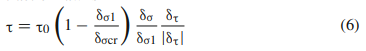 τ = τ0 (1 − δσ1/δσcr) δσ/δσ1 δτ/|δτ| (6)